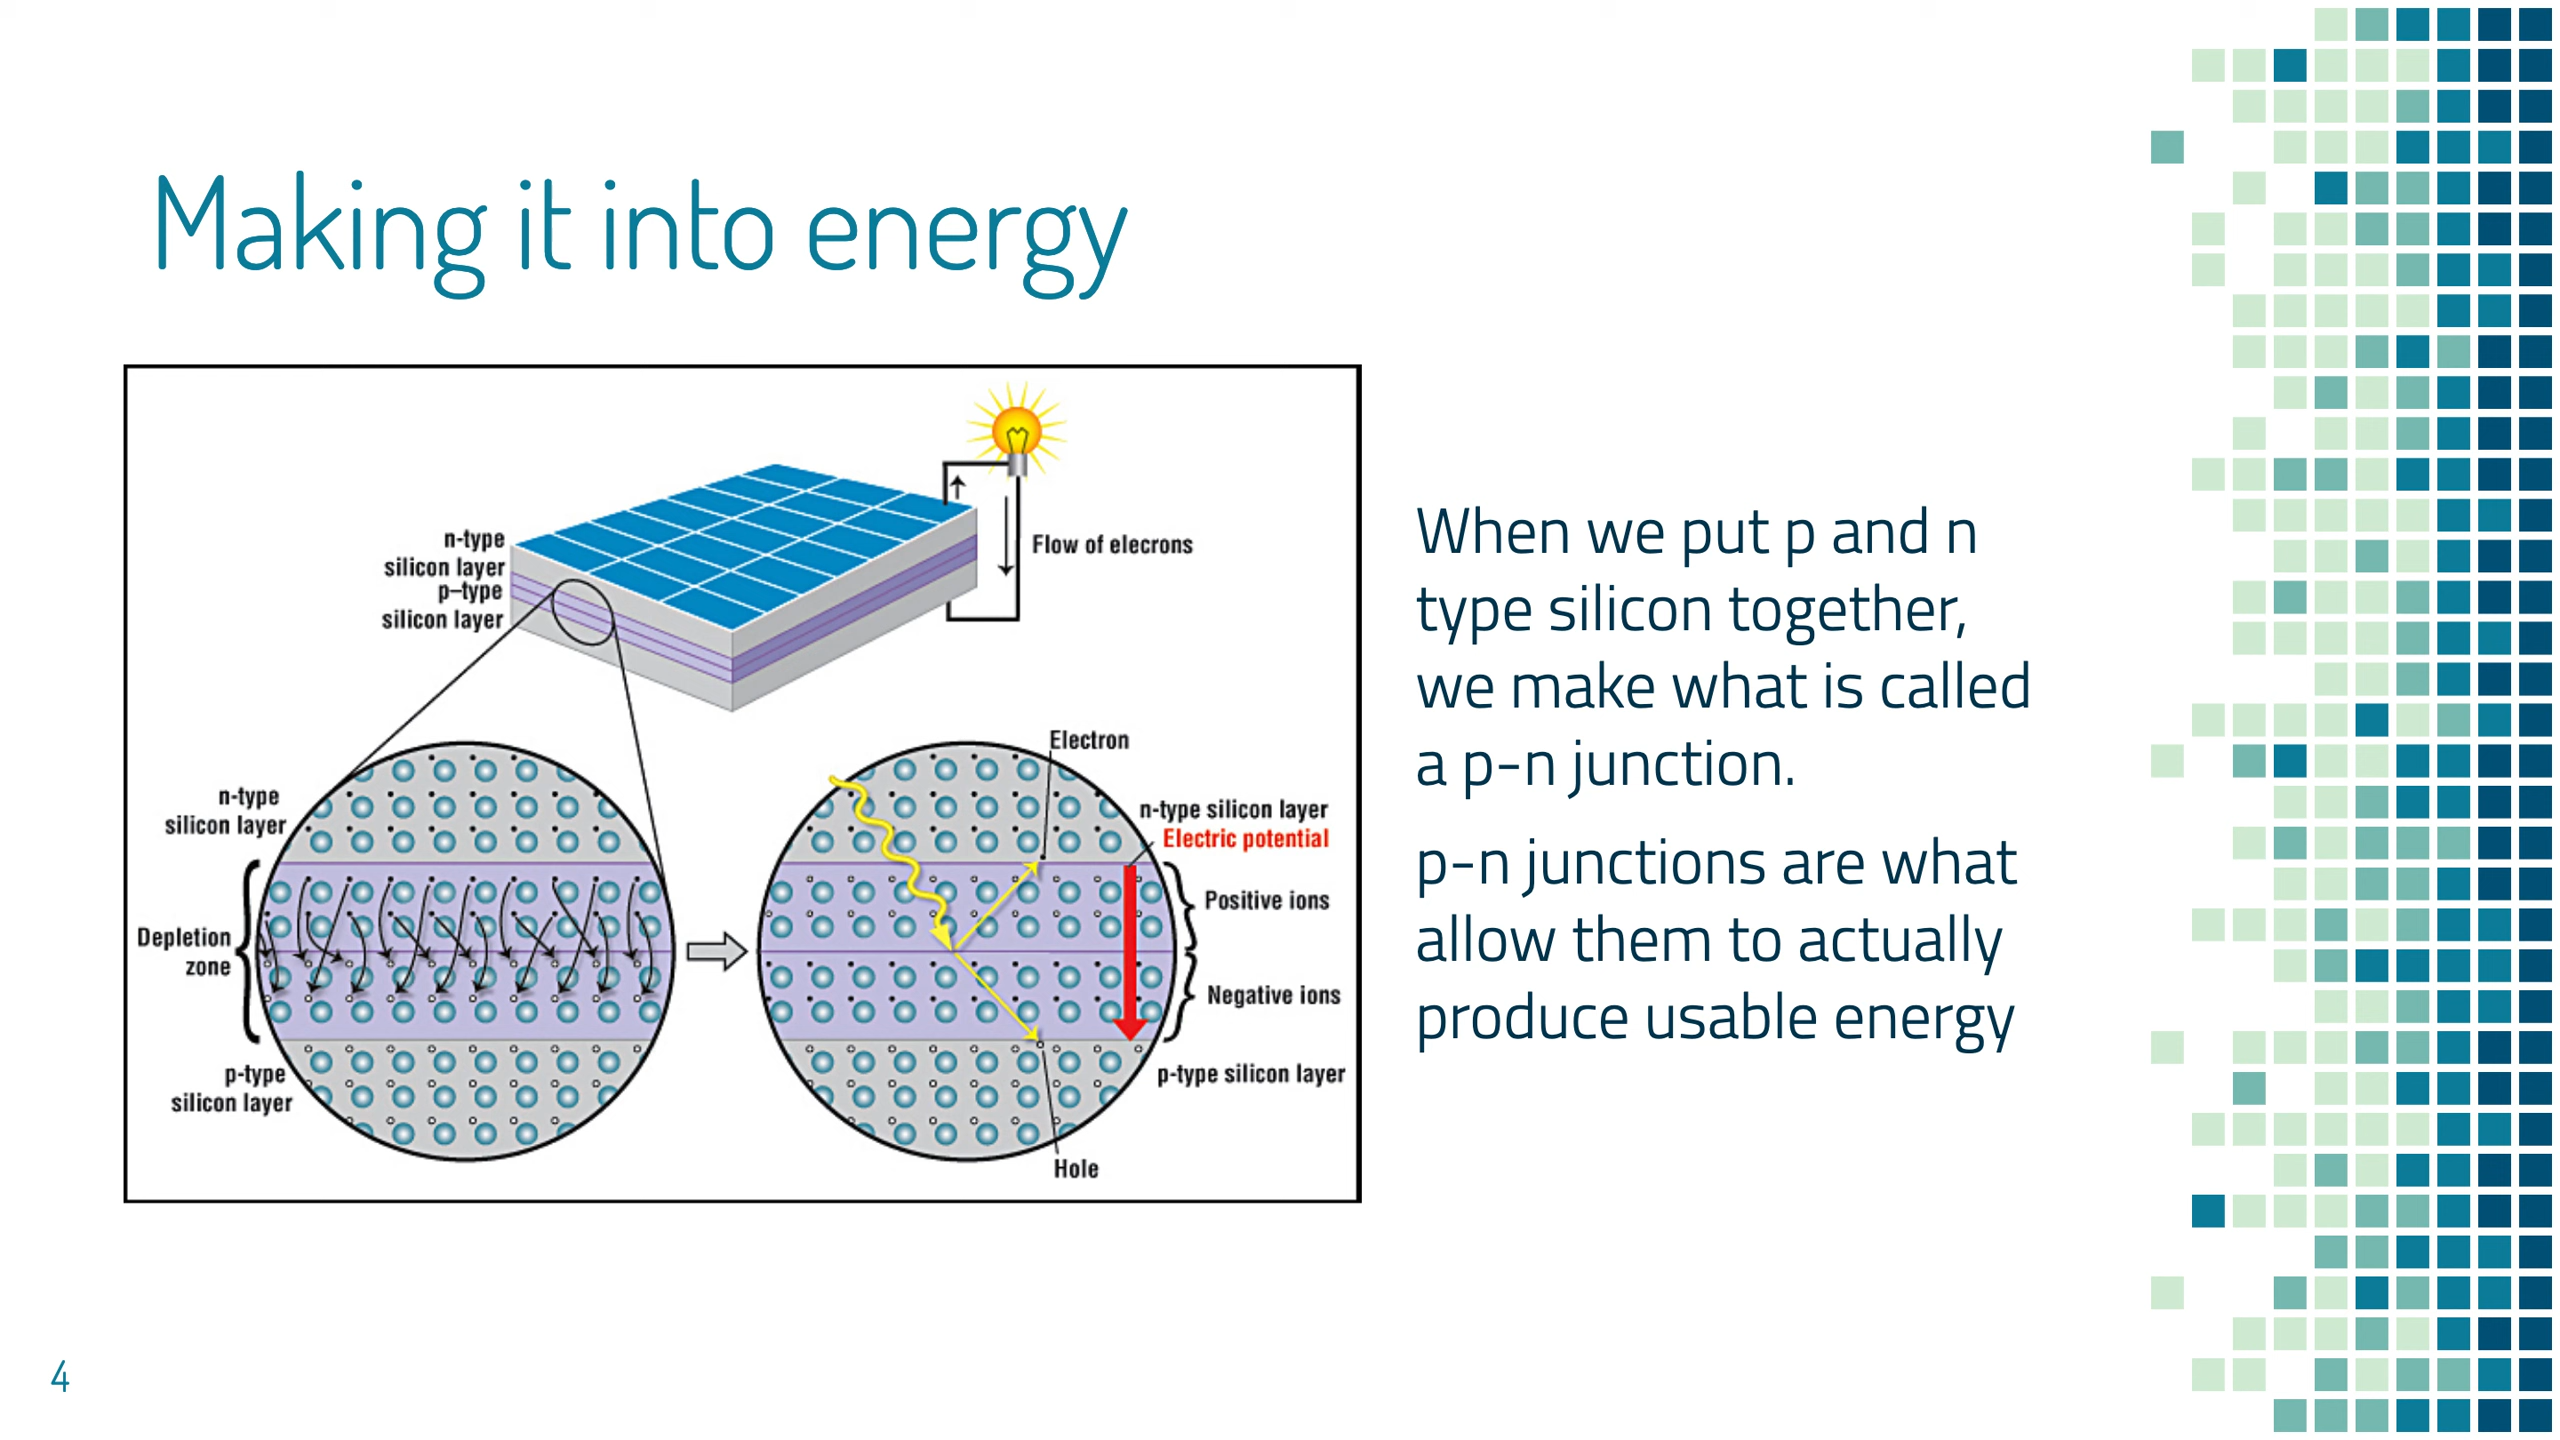 Making it into energy
n-type
silicon layer
p–type
silicon layer
Flow of elecrons
Electron
n-type
silicon layer
n-type silicon layer
Electric potential
Positive ions
Depletion
zone
Negative ions
p-type
silicon layer
p-type silicon layer
Hole
When we put p and n
type silicon together,
we make what is called
a p-n junction.
p-n junctions are what
allow them to actually
produce usable energy
4